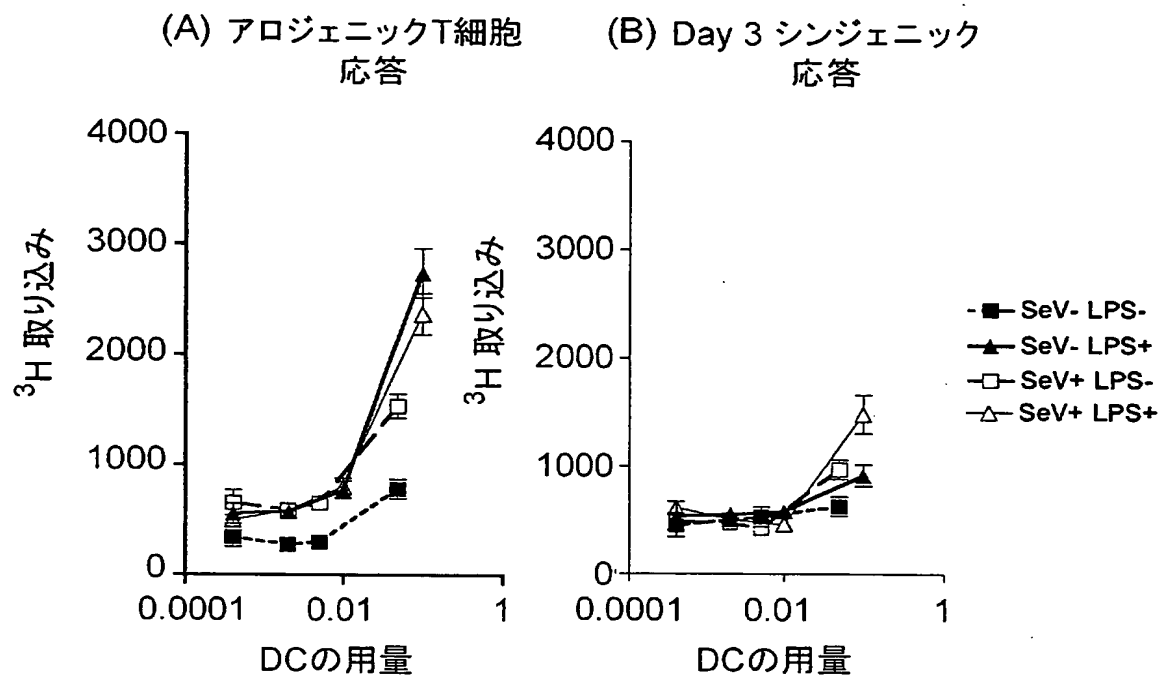 (A) アロジェニックT細胞
応答
4000
3000
2000
1000
0
³H 取り込み
0.0001
0.01
1
DCの用量
(B) Day 3 シンジェニック
応答
4000
3000
2000
1000
0
³H 取り込み
0.0001
0.01
1
DCの用量
SeV- LPS-
SeV- LPS+
SeV+ LPS-
SeV+ LPS+